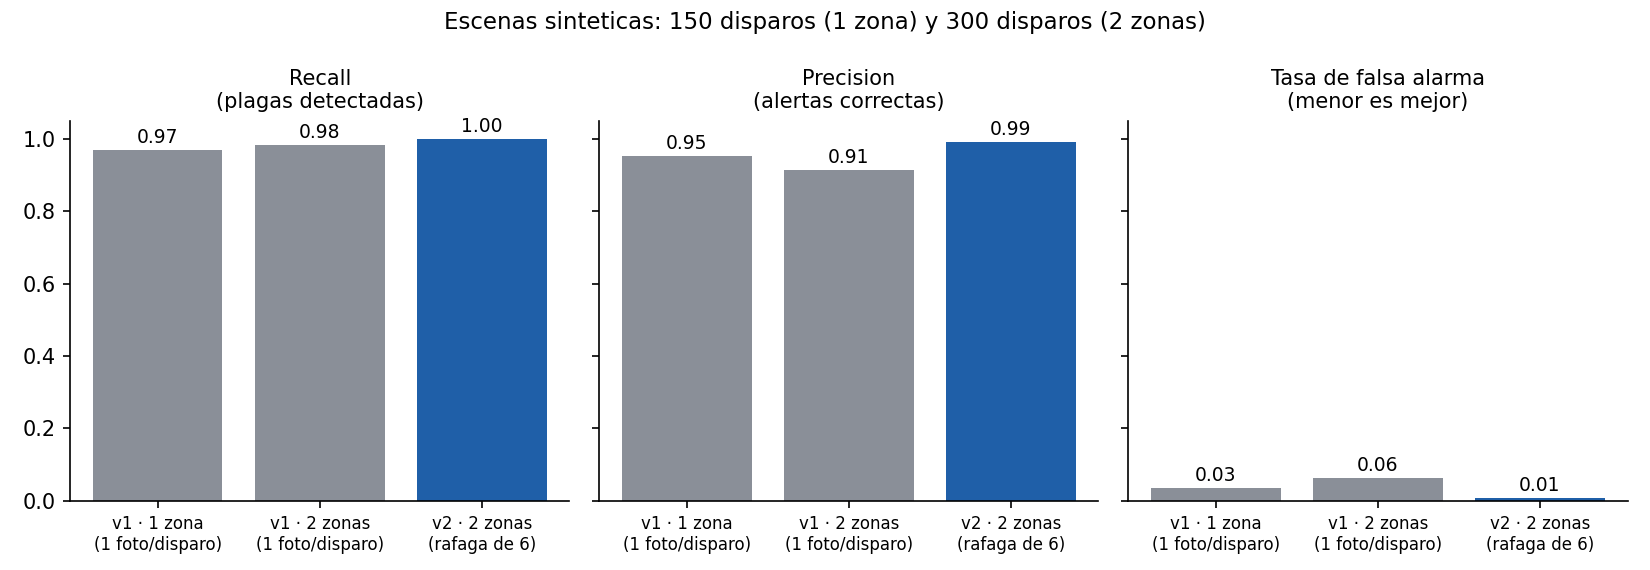 Escenas sinteticas: 150 disparos (1 zona) y 300 disparos (2 zonas)
Recall
(plagas detectadas)
1.0
0.8
0.6
0.4
0.2
0.0
0.97
0.98
1.00
v1 · 1 zona
(1 foto/disparo)
v1 · 2 zonas
(1 foto/disparo)
v2 · 2 zonas
(rafaga de 6)
Precision
(alertas correctas)
0.95
0.91
0.99
v1 · 1 zona
(1 foto/disparo)
v1 · 2 zonas
(1 foto/disparo)
v2 · 2 zonas
(rafaga de 6)
Tasa de falsa alarma
(menor es mejor)
0.03
0.06
0.01
v1 · 1 zona
(1 foto/disparo)
v1 · 2 zonas
(1 foto/disparo)
v2 · 2 zonas
(rafaga de 6)